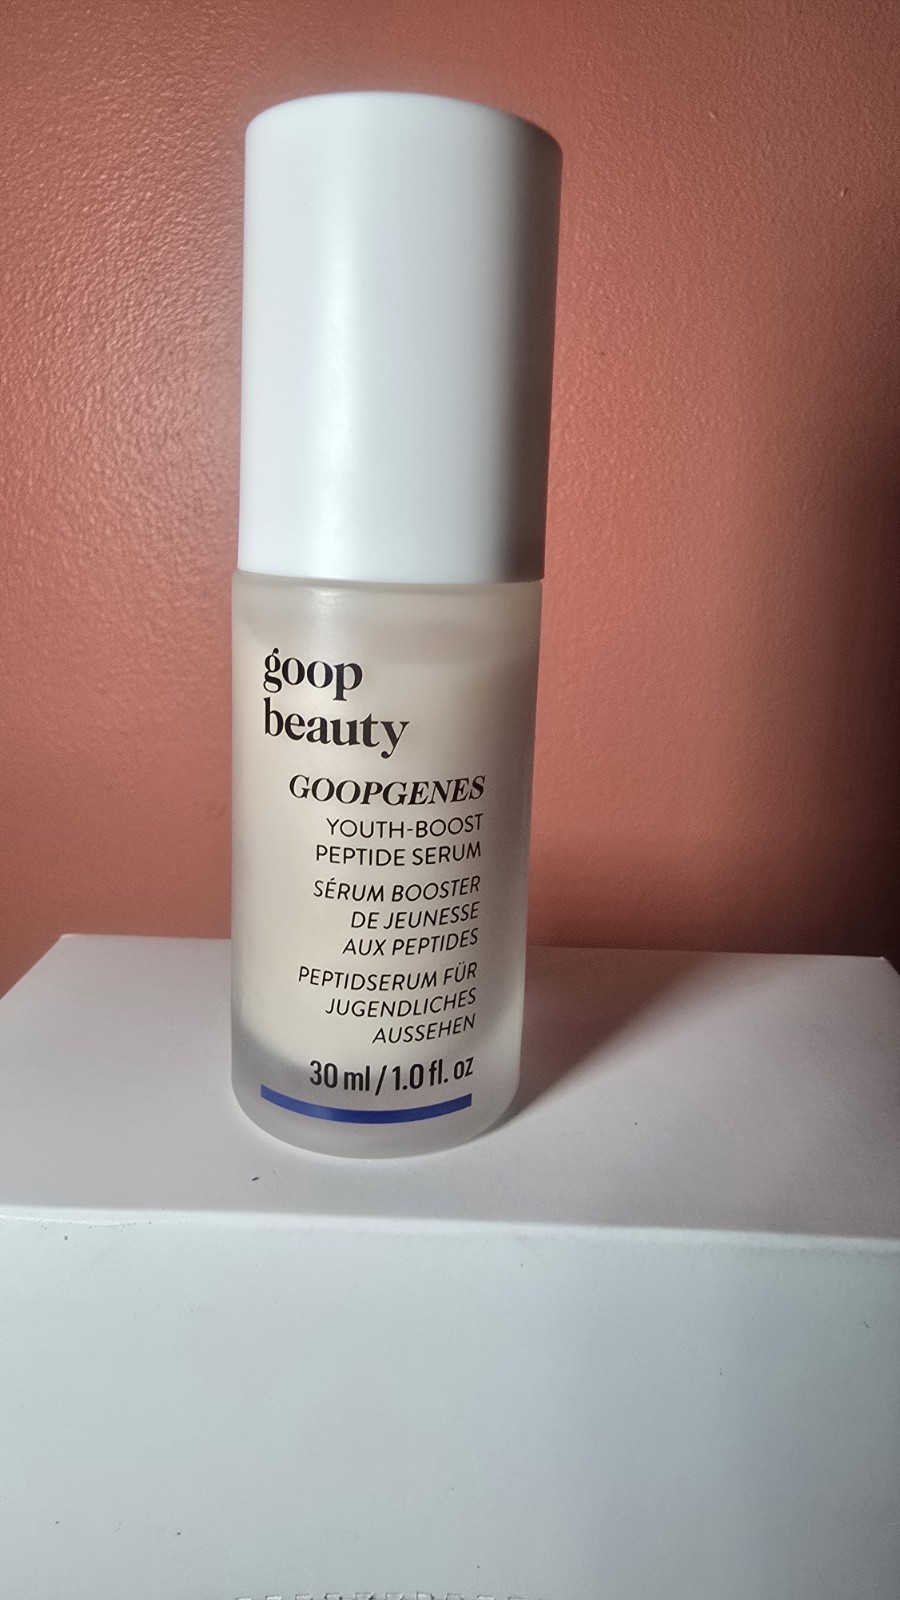 goop
beauty
GOOPGENES
YOUTH-BOOST
PEPTIDE SERUM
SÉRUM BOOSTER
DE JEUNESSE
AUX PEPTIDES
PEPTIDSERUM FÜR
JUGENDLICHES
AUSSEHEN
30 ml / 1.0 fl. oz